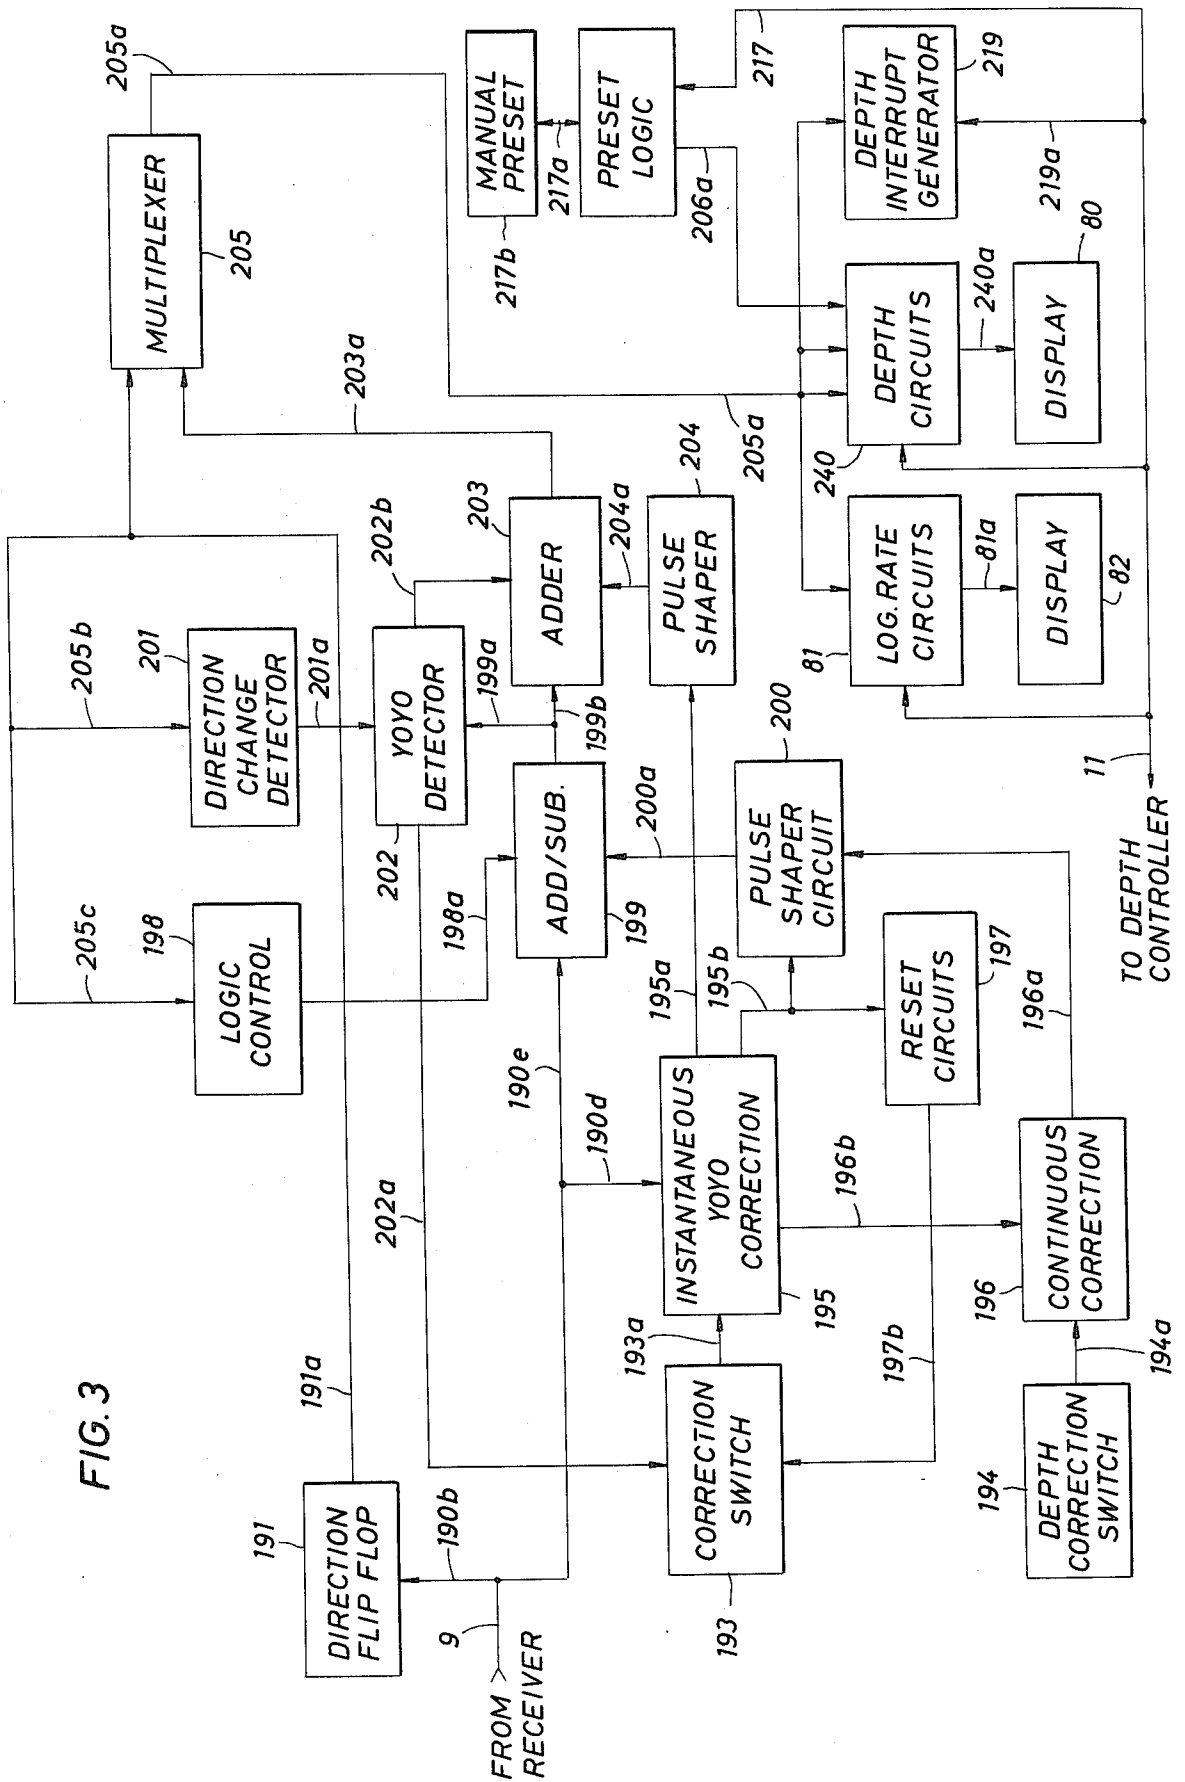 FIG. 3
FROM
RECEIVER
9
190b
191
DIRECTION
FLIP FLOP
191a
205c
198
LOGIC
CONTROL
198a
205b
201
DIRECTION
CHANGE
DETECTOR
201a
202
YOYO
DETECTOR
202a
202b
199a
199b
ADD/SUB.
199
190e
190d
203
ADDER
203a
204a
204
PULSE
SHAPER
MULTIPLEXER
205
205a
193
CORRECTION
SWITCH
193a
INSTANTANEOUS
YOYO
CORRECTION
195
195a
195b
196b
200
PULSE
SHAPER
CIRCUIT
200a
RESET
CIRCUITS
197
197b
194
DEPTH
CORRECTION
SWITCH
194a
196
CONTINUOUS
CORRECTION
196a
MANUAL
PRESET
217b
217a
PRESET
LOGIC
206a
217
205a
81
LOG. RATE
CIRCUITS
81a
DISPLAY
82
240
DEPTH
CIRCUITS
240a
DISPLAY
80
DEPTH
INTERRUPT
GENERATOR
219
219a
11
TO DEPTH
CONTROLLER